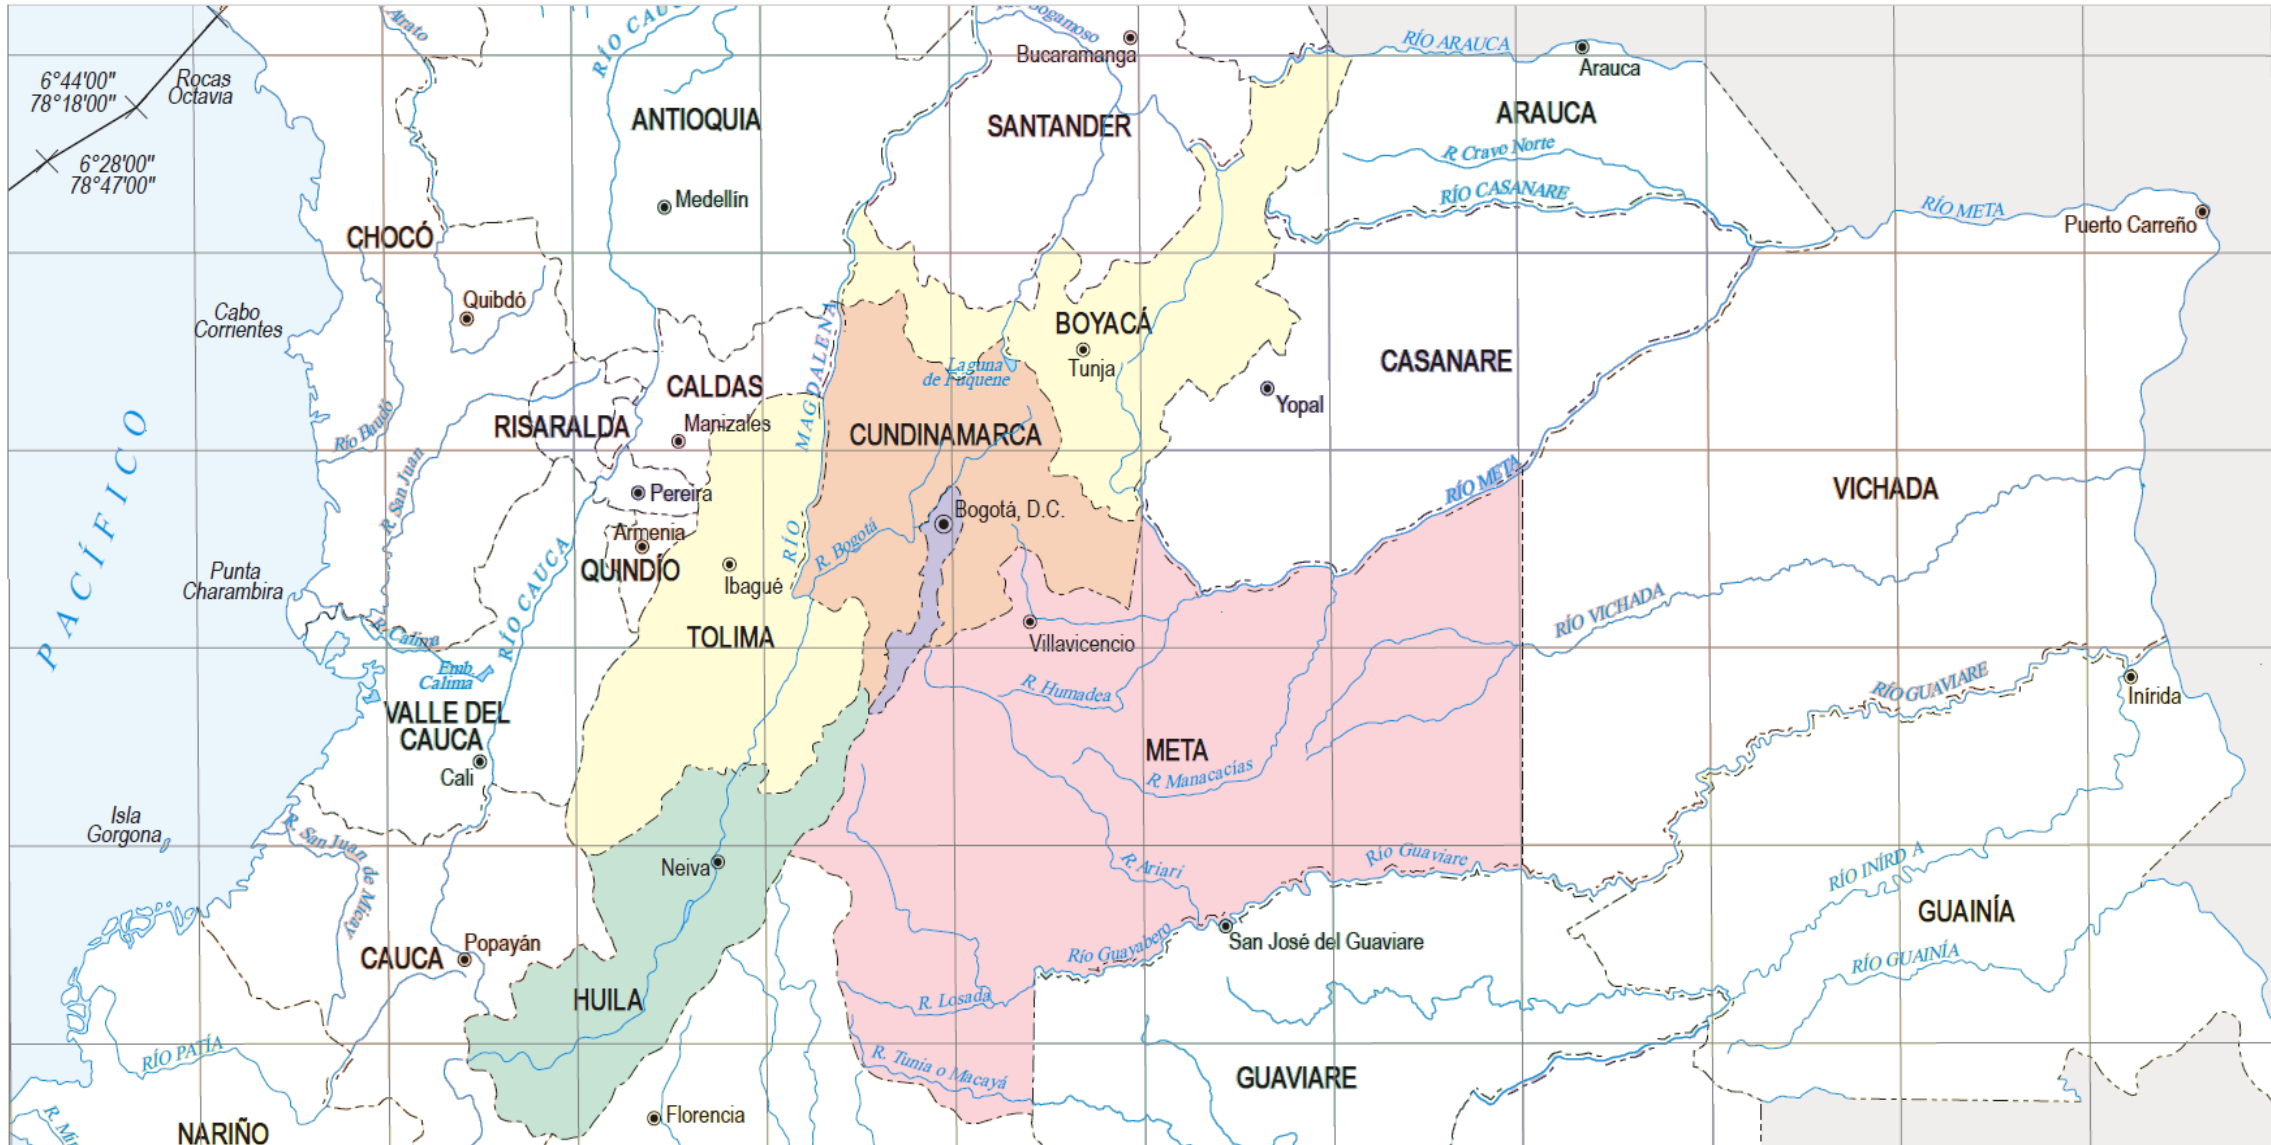 Atrato
RÍO CAUCA
Sogamoso
Bucaramanga
RÍO ARAUCA
Arauca
6°44'00"
78°18'00"
Rocas
Octavia
ANTIOQUIA
SANTANDER
ARAUCA
6°28'00"
78°47'00"
R Cravo Norte
Medellín
RÍO CASANARE
RÍO META
Puerto Carreño
CHOCÓ
Quibdó
Cabo
Corrientes
BOYACÁ
Tunja
Laguna
de Fúquene
CASANARE
Yopal
CALDAS
Manizales
RÍO MAGDALENA
RISARALDA
Río Baudó
CUNDINAMARCA
R. San Juan
PACÍFICO
RÍO META
VICHADA
Pereira
Bogotá, D.C.
Armenia
QUINDÍO
R. Bogotá
Ibagué
Punta
Charambira
RÍO CAUCA
RÍO VICHADA
R. Calima
TOLIMA
Villavicencio
Emb.
Calima
R. Humadea
RÍO GUAVIARE
Inírida
VALLE DEL
CAUCA
Cali
META
R. Manacacías
Isla
Gorgona
R. San Juan de Micay
Neiva
R. Ariari
Río Guaviare
RÍO INÍRD A
GUAINÍA
CAUCA
Popayán
Río Guayabero
San José del Guaviare
RÍO GUAINÍA
HUILA
R. Losada
RÍO PATÍA
R. Tunia o Macayá
GUAVIARE
Florencia
NARIÑO